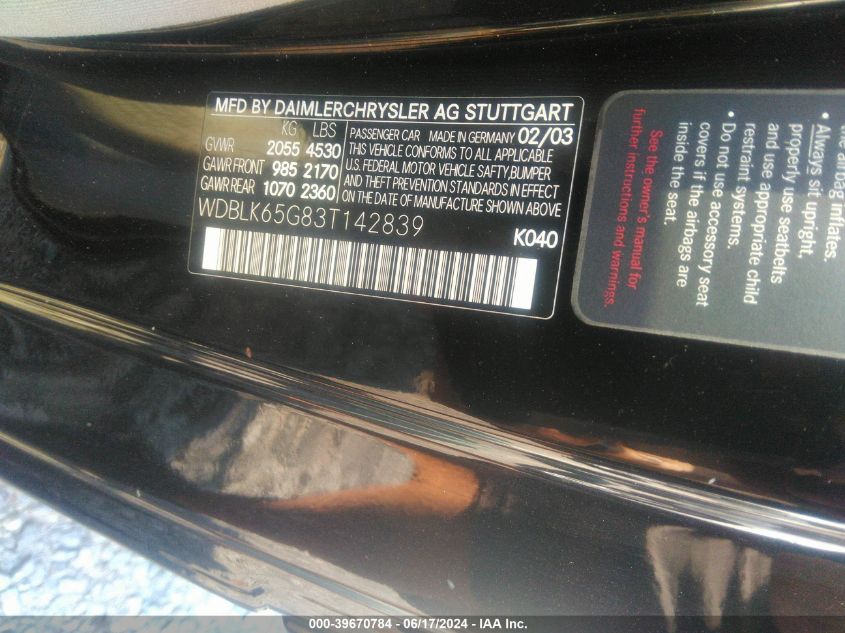 MFD BY DAIMLERCHRYSLER AG STUTTGART
KG LBS
GVWR 2055 4530
GAWR FRONT 985 2170
GAWR REAR 1070 2360
PASSENGER CAR MADE IN GERMANY 02/03
THIS VEHICLE CONFORMS TO ALL APPLICABLE
U.S. FEDERAL MOTOR VEHICLE SAFTY,BUMPER
AND THEFT PREVENTION STANDARDS IN EFFECT
ON THE DATE OF MANUFACTURE SHOWN ABOVE
WDBLK65G83T142839
K040
the airbag inflates.
• Always sit upright,
properly use seatbelts
and use appropriate child
restraint systems.
• Do not use accessory seat
covers if the airbags are
inside the seat.
See the owner's manual for
further instructions and warnings.
000-39670784 - 06/17/2024 - IAA Inc.